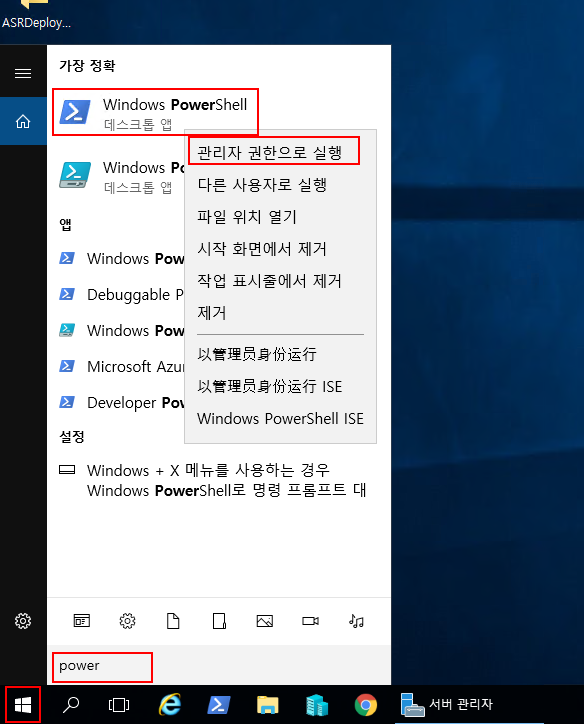 ASRDeploy...
가장 정확
Windows PowerShell
데스크톱 앱
관리자 권한으로 실행
Windows Pow
데스크톱 앱
다른 사용자로 실행
파일 위치 열기
앱
시작 화면에서 제거
Windows Pow
작업 표시줄에서 제거
Debuggable P
제거
Windows Pow
以管理员身份运行
Microsoft Azu
以管理员身份运行 ISE
Developer Pow
Windows PowerShell ISE
설정
Windows + X 메뉴를 사용하는 경우
Windows PowerShell로 명령 프롬프트 대
power
서버 관리자